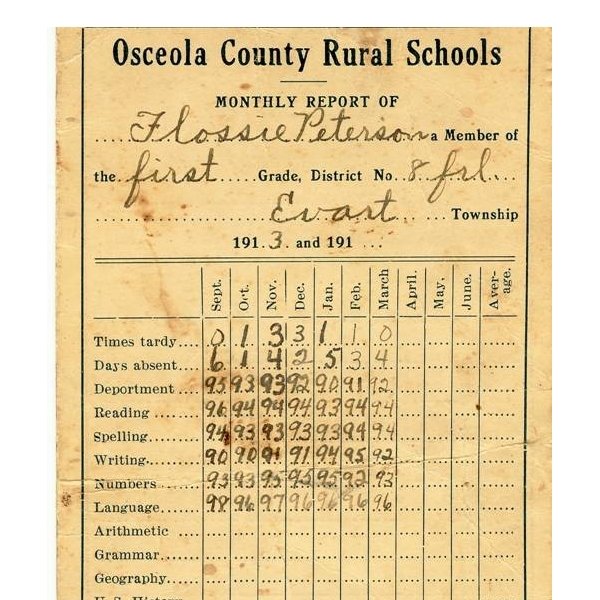 Osceola County Rural Schools
MONTHLY REPORT OF
Flossie Peterson a Member of
the first Grade, District No. 8 frl.
Evart Township
191 3 and 191
Sept. Oct. Nov. Dec. Jan. Feb. March April. May. June. Aver-age.
Times tardy 0 1 3 3 1 1 0
Days absent 6 1 4 2 5 3 4
Deportment 95 93 93 92 90 91 92
Reading 96 94 94 94 93 94 94
Spelling 94 93 93 93 93 94 94
Writing 90 90 91 91 94 95 92
Numbers 93 93 95 95 95 92 93
Language 98 96 97 96 96 96 96
Arithmetic
Grammar
Geography
U. S. History